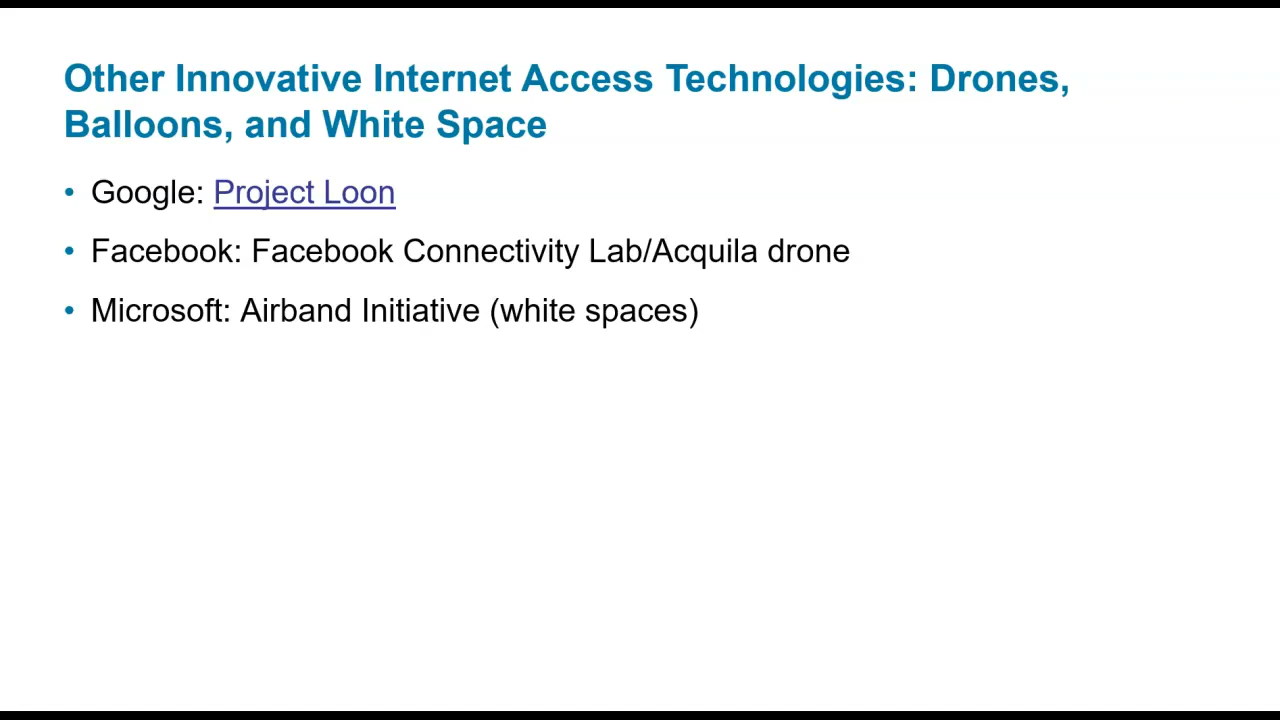 Other Innovative Internet Access Technologies: Drones,
Balloons, and White Space
• Google: Project Loon
• Facebook: Facebook Connectivity Lab/Acquila drone
• Microsoft: Airband Initiative (white spaces)